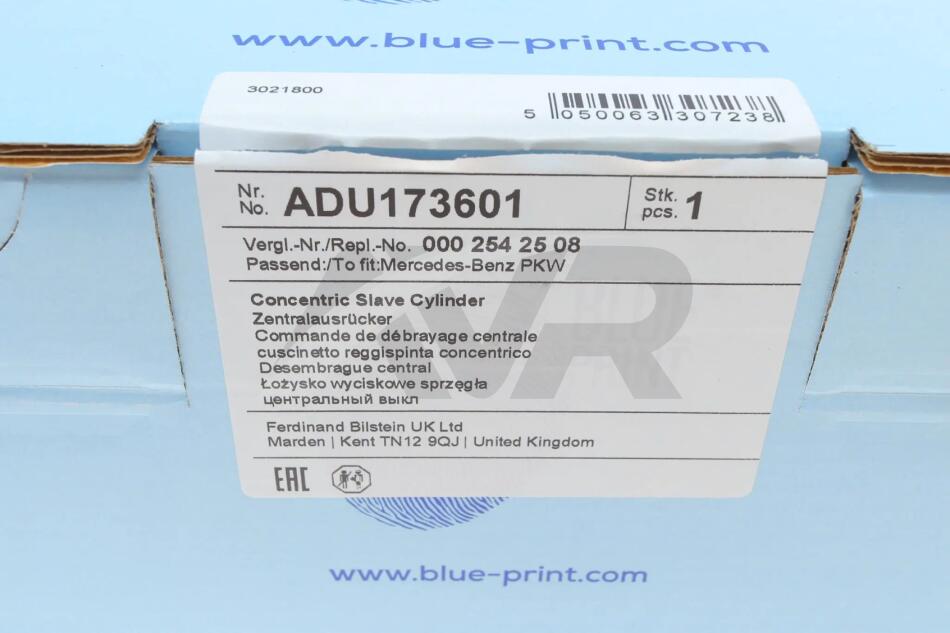 www.blue-print.com
3021800
5 050063 307238
Nr.
No. ADU173601
Stk.
pcs. 1
Vergl.-Nr./Repl.-No. 000 254 25 08
Passend:/To fit:Mercedes-Benz PKW
Concentric Slave Cylinder
Zentralausrücker
Commande de débrayage centrale
cuscinetto reggispinta concentrico
Desembrague central
Łożysko wyciskowe sprzęgła
центральный выкл
Ferdinand Bilstein UK Ltd
Marden | Kent TN12 9QJ | United Kingdom
EAC
www.blue-print.com